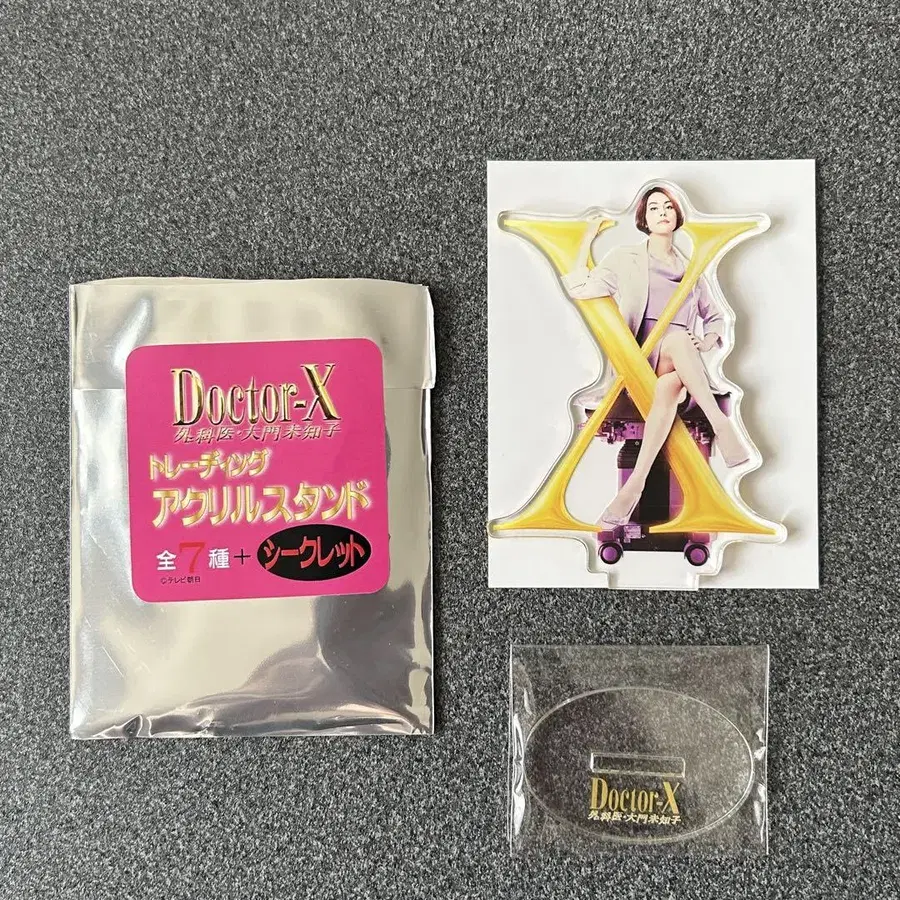 Doctor-X
外科医・大門未知子
トレーディング
アクリルスタンド
全7種+シークレット
©テレビ朝日
X
Doctor-X
外科医・大門未知子